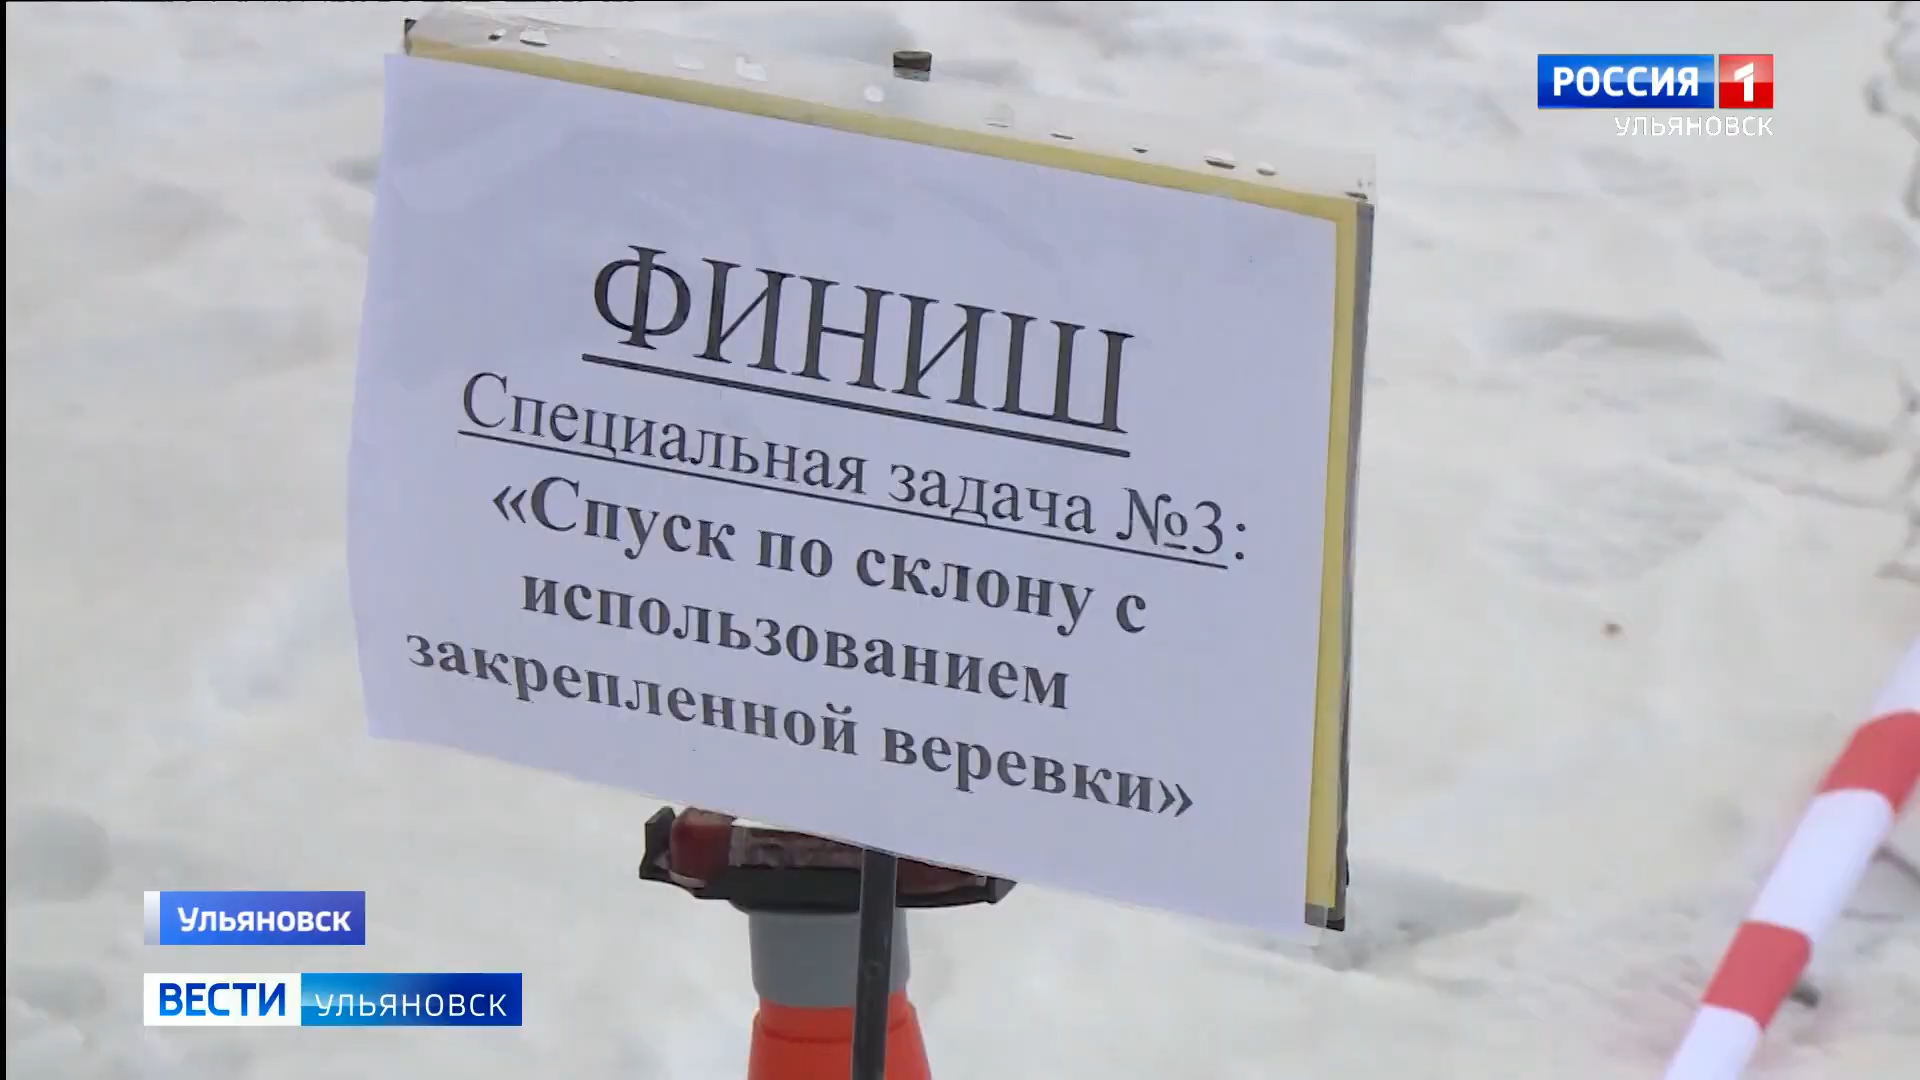 РОССИЯ 1
УЛЬЯНОВСК
ФИНИШ
Специальная задача №3:
«Спуск по склону с
использованием
закрепленной веревки»
Ульяновск
ВЕСТИ УЛЬЯНОВСК